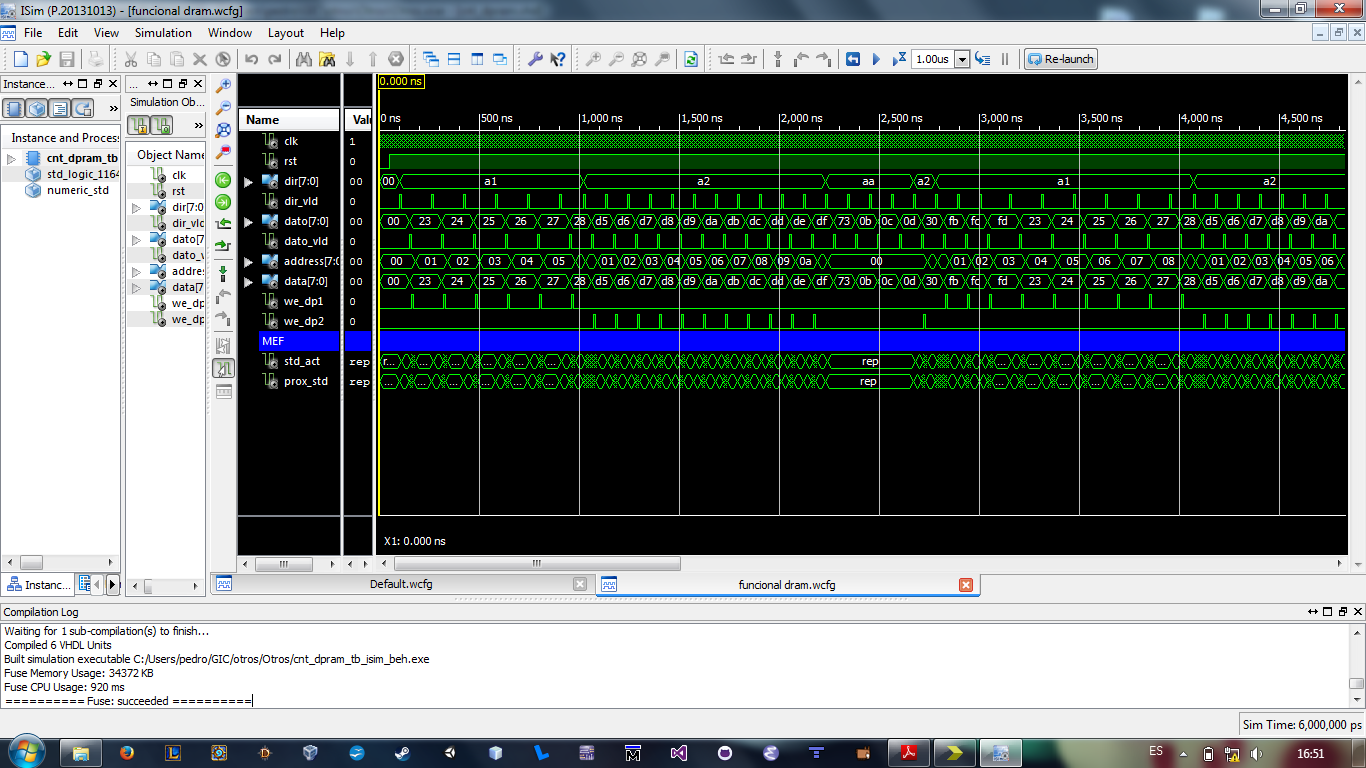 ISim (P.20131013) - [funcional dram.wcfg]
File Edit View Simulation Window Layout Help
1.00us Re-launch
Instance...
...
Simulation Ob...
Instance and Proces
cnt_dpram_tb
std_logic_1164
numeric_std
Object Name
clk
rst
dir[7:0]
dir_vld
dato[7:0]
dato_v
addres
data[7
we_dp
we_dp
0.000 ns
Name Valu
0 ns 500 ns 1,000 ns 1,500 ns 2,000 ns 2,500 ns 3,000 ns 3,500 ns 4,000 ns 4,500 ns
clk 1
rst 0
dir[7:0] 00 00 a1 a2 aa a2 a1 a2
dir_vld 0
dato[7:0] 00 00 23 24 25 26 27 28 d5 d6 d7 d8 d9 da db dc dd de df 73 0b 0c 0d 30 fb fc fd 23 24 25 26 27 28 d5 d6 d7 d8 d9 da
dato_vld 0
address[7:0 00 00 01 02 03 04 05 01 02 03 04 05 06 07 08 09 0a 00 01 02 03 04 05 06 07 08 01 02 03 04 05 06
data[7:0] 00 00 23 24 25 26 27 28 d5 d6 d7 d8 d9 da db dc dd de df 73 0b 0c 0d 30 fb fc fd 23 24 25 26 27 28 d5 d6 d7 d8 d9 da
we_dp1 0
we_dp2 0
MEF
std_act rep r... ... ... ... ... ... rep ... ... ... ... ... ...
prox_std rep ... ... ... ... ... ... rep ... ... ... ... ... ...
X1: 0.000 ns
Instanc...
Default.wcfg funcional dram.wcfg
Compilation Log
Waiting for 1 sub-compilation(s) to finish...
Compiled 6 VHDL Units
Built simulation executable C:/Users/pedro/GIC/otros/Otros/cnt_dpram_tb_isim_beh.exe
Fuse Memory Usage: 34372 KB
Fuse CPU Usage: 920 ms
========== Fuse: succeeded ==========
Sim Time: 6,000,000 ps
ES 16:51